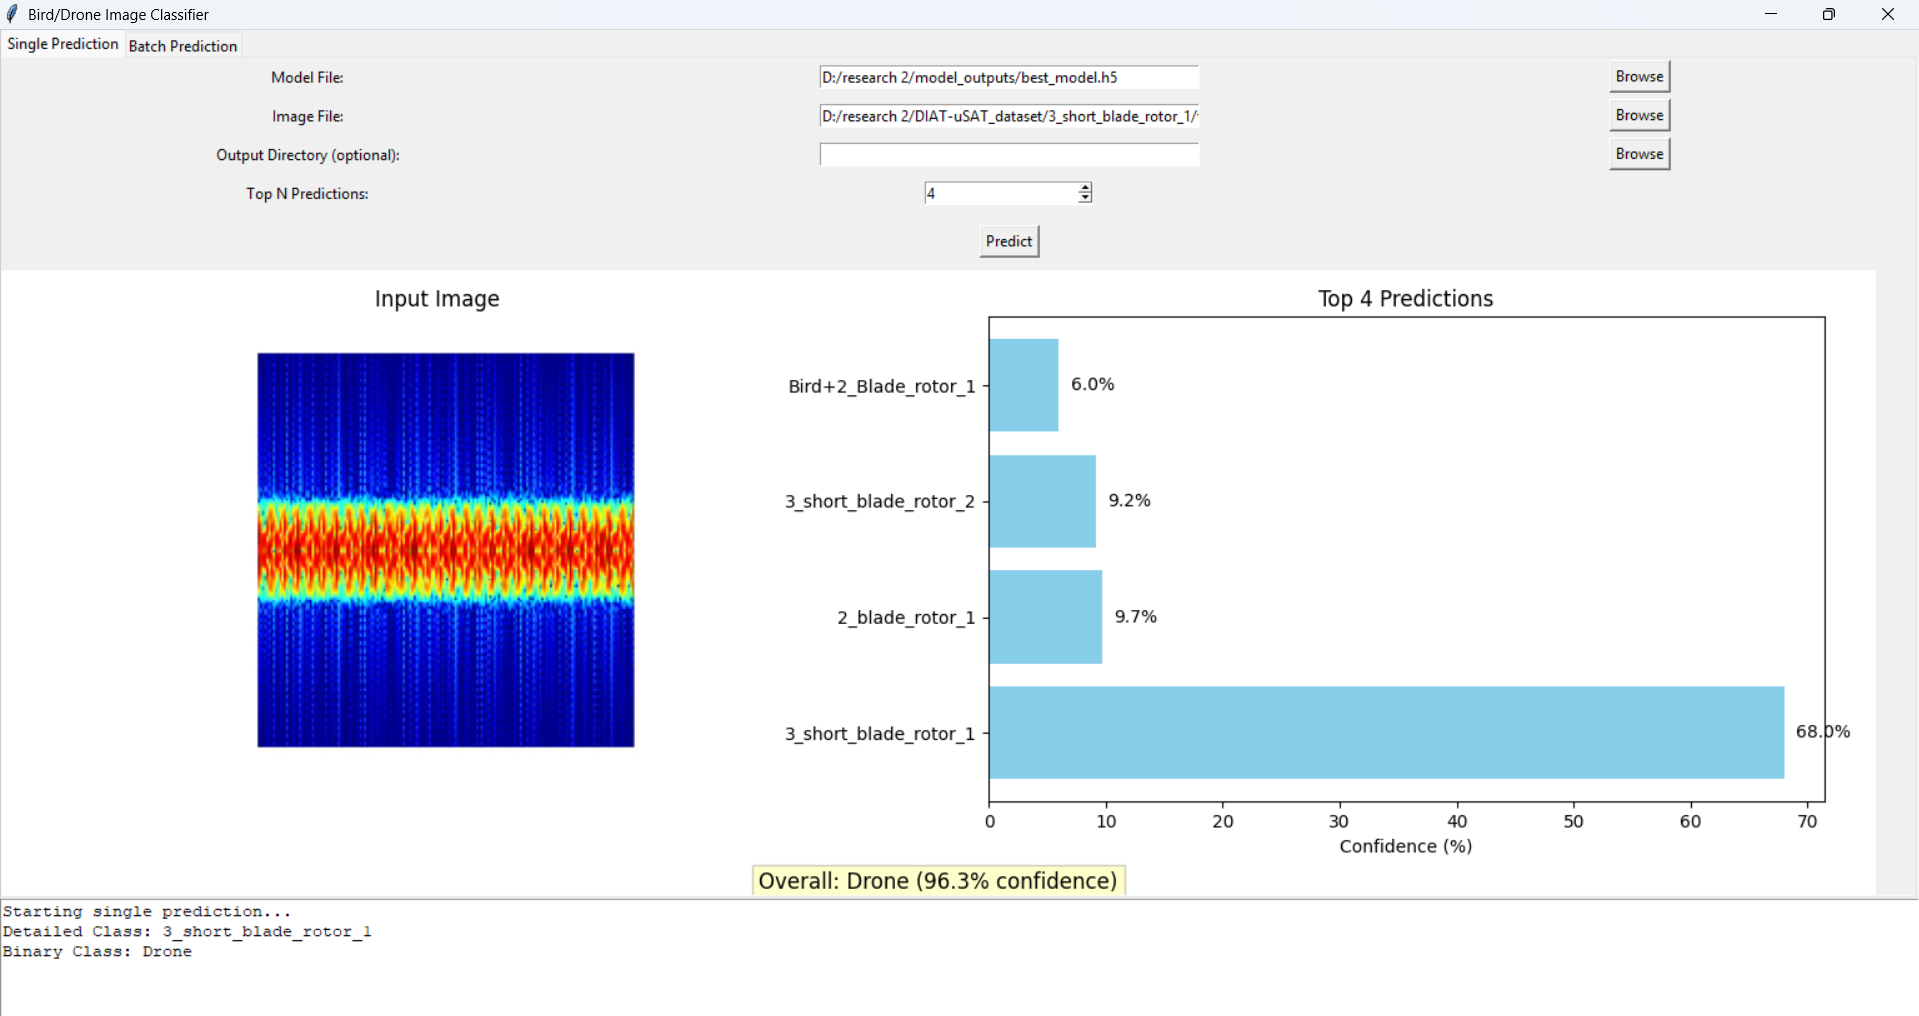 Bird/Drone Image Classifier
Single Prediction Batch Prediction
Model File: D:/research 2/model_outputs/best_model.h5 Browse
Image File: D:/research 2/DIAT-uSAT_dataset/3_short_blade_rotor_1/ Browse
Output Directory (optional): Browse
Top N Predictions: 4
Predict
Input Image
Top 4 Predictions
Bird+2_Blade_rotor_1 6.0%
3_short_blade_rotor_2 9.2%
2_blade_rotor_1 9.7%
3_short_blade_rotor_1 68.0%
0 10 20 30 40 50 60 70
Confidence (%)
Overall: Drone (96.3% confidence)
Starting single prediction...
Detailed Class: 3_short_blade_rotor_1
Binary Class: Drone